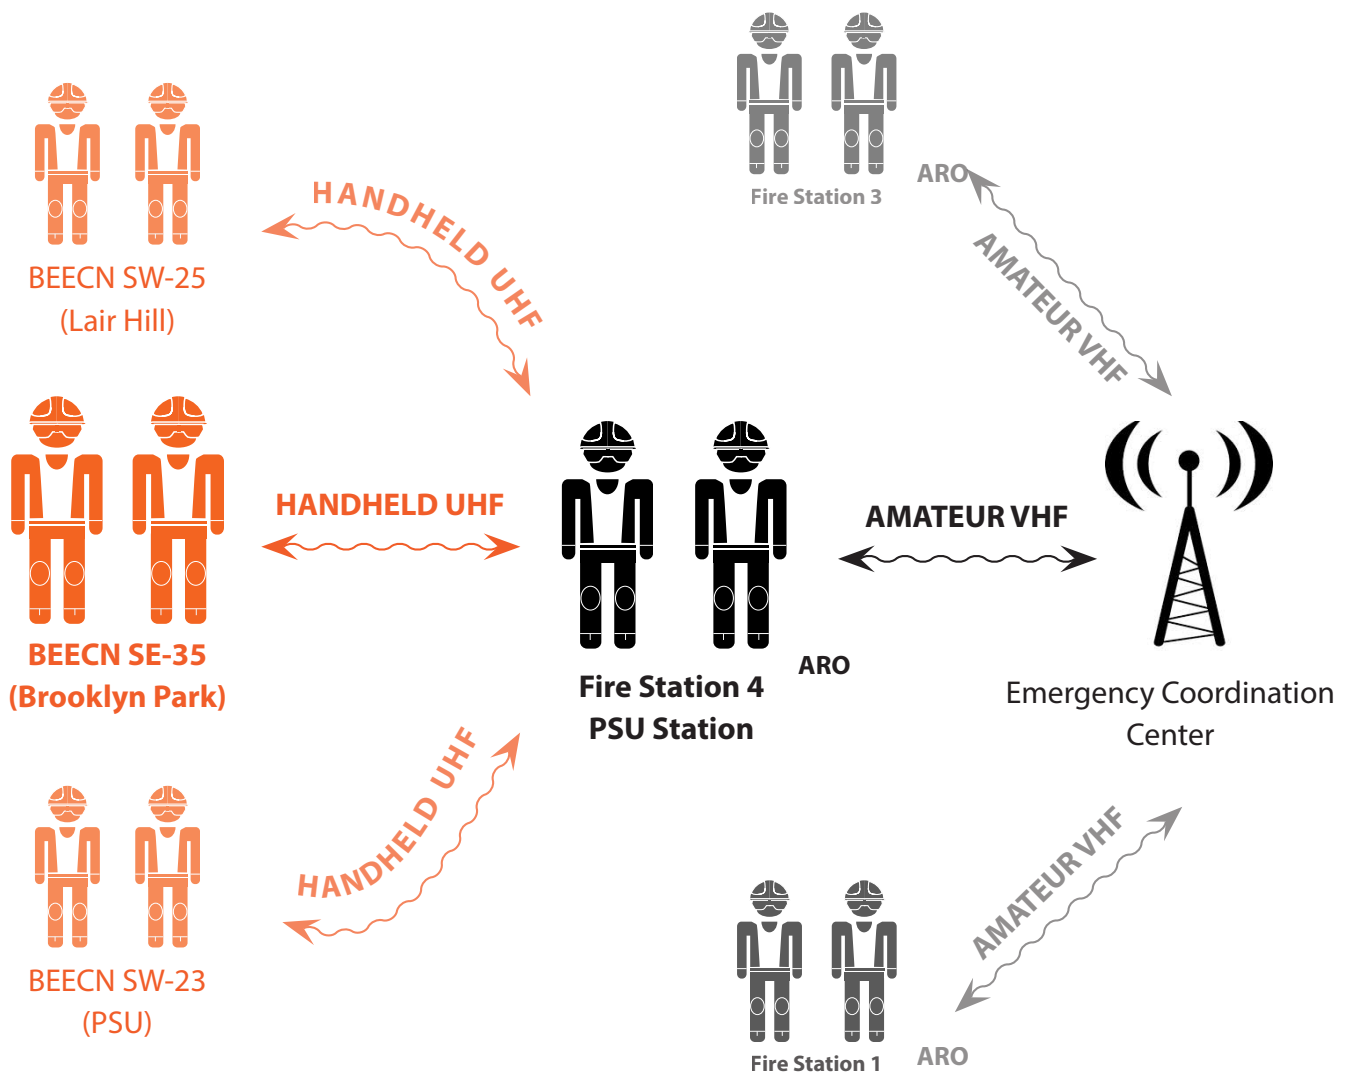 ARO
Fire Station 3
HANDHELD UHF
AMATEUR VHF
BEECN SW-25
(Lair Hill)
HANDHELD UHF
AMATEUR VHF
BEECN SE-35
(Brooklyn Park)
ARO
Fire Station 4
PSU Station
Emergency Coordination
Center
HANDHELD UHF
AMATEUR VHF
BEECN SW-23
(PSU)
Fire Station 1
ARO